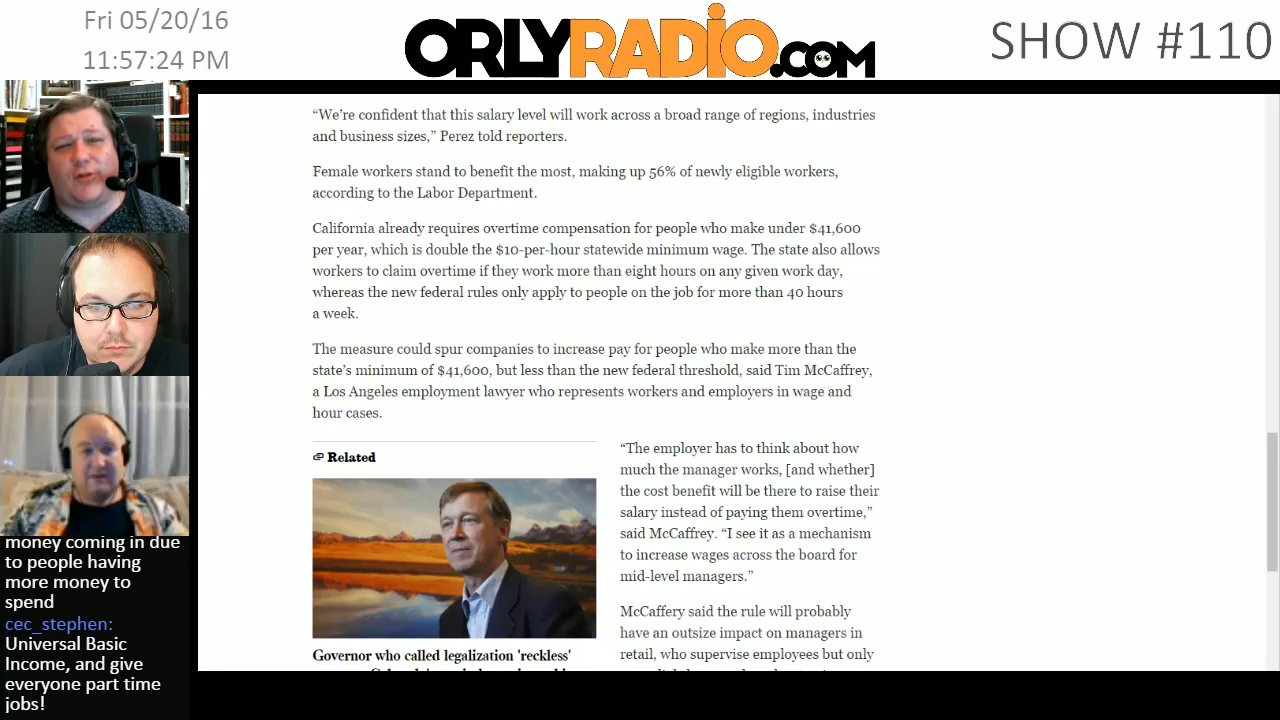 Fri 05/20/16
11:57:24 PM
ORLYRADiO.COM
SHOW #110
“We’re confident that this salary level will work across a broad range of regions, industries
and business sizes,” Perez told reporters.
Female workers stand to benefit the most, making up 56% of newly eligible workers,
according to the Labor Department.
California already requires overtime compensation for people who make under $41,600
per year, which is double the $10-per-hour statewide minimum wage. The state also allows
workers to claim overtime if they work more than eight hours on any given work day,
whereas the new federal rules only apply to people on the job for more than 40 hours
a week.
The measure could spur companies to increase pay for people who make more than the
state’s minimum of $41,600, but less than the new federal threshold, said Tim McCaffrey,
a Los Angeles employment lawyer who represents workers and employers in wage and
hour cases.
Related
Governor who called legalization 'reckless'
“The employer has to think about how
much the manager works, [and whether]
the cost benefit will be there to raise their
salary instead of paying them overtime,”
said McCaffrey. “I see it as a mechanism
to increase wages across the board for
mid-level managers.”
McCaffery said the rule will probably
have an outsize impact on managers in
retail, who supervise employees but only
money coming in due
to people having
more money to
spend
cec_stephen:
Universal Basic
Income, and give
everyone part time
jobs!